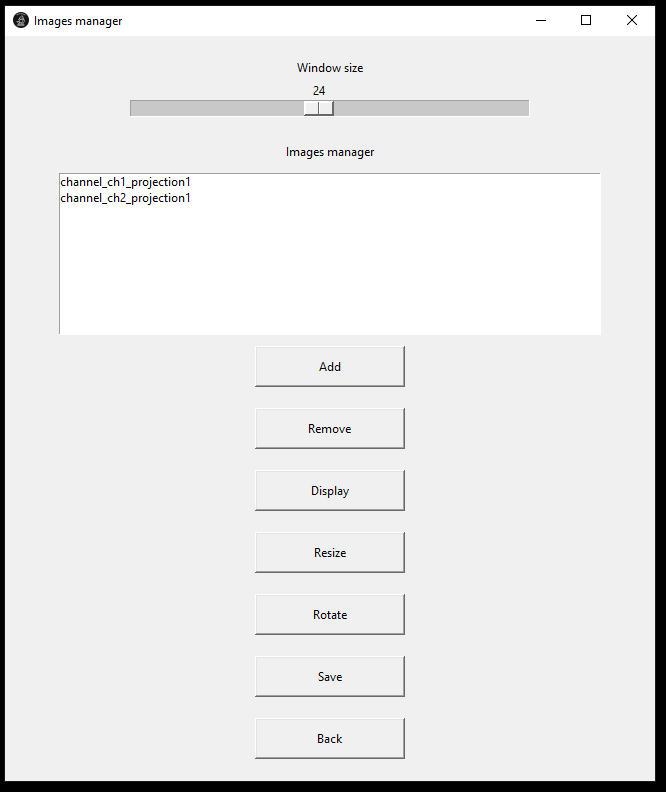 Images manager
Window size
24
Images manager
channel_ch1_projection1
channel_ch2_projection1
Add
Remove
Display
Resize
Rotate
Save
Back